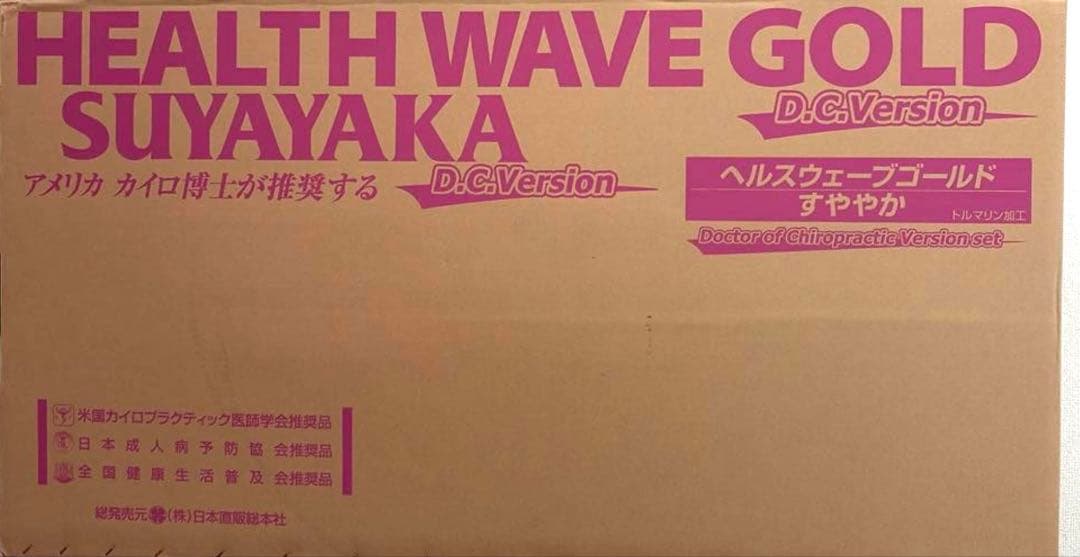 HEALTH WAVE GOLD
D.C.Version
SUYAYAKA
アメリカ カイロ博士が推奨する
D.C.Version
ヘルスウェーブゴールド
すややか
トルマリン加工
Doctor of Chiropractic Version set
米国カイロプラクティック医師学会推奨品
日本成人病予防協会推奨品
全国健康生活普及会推奨品
総発売元 (株)日本直販総本社